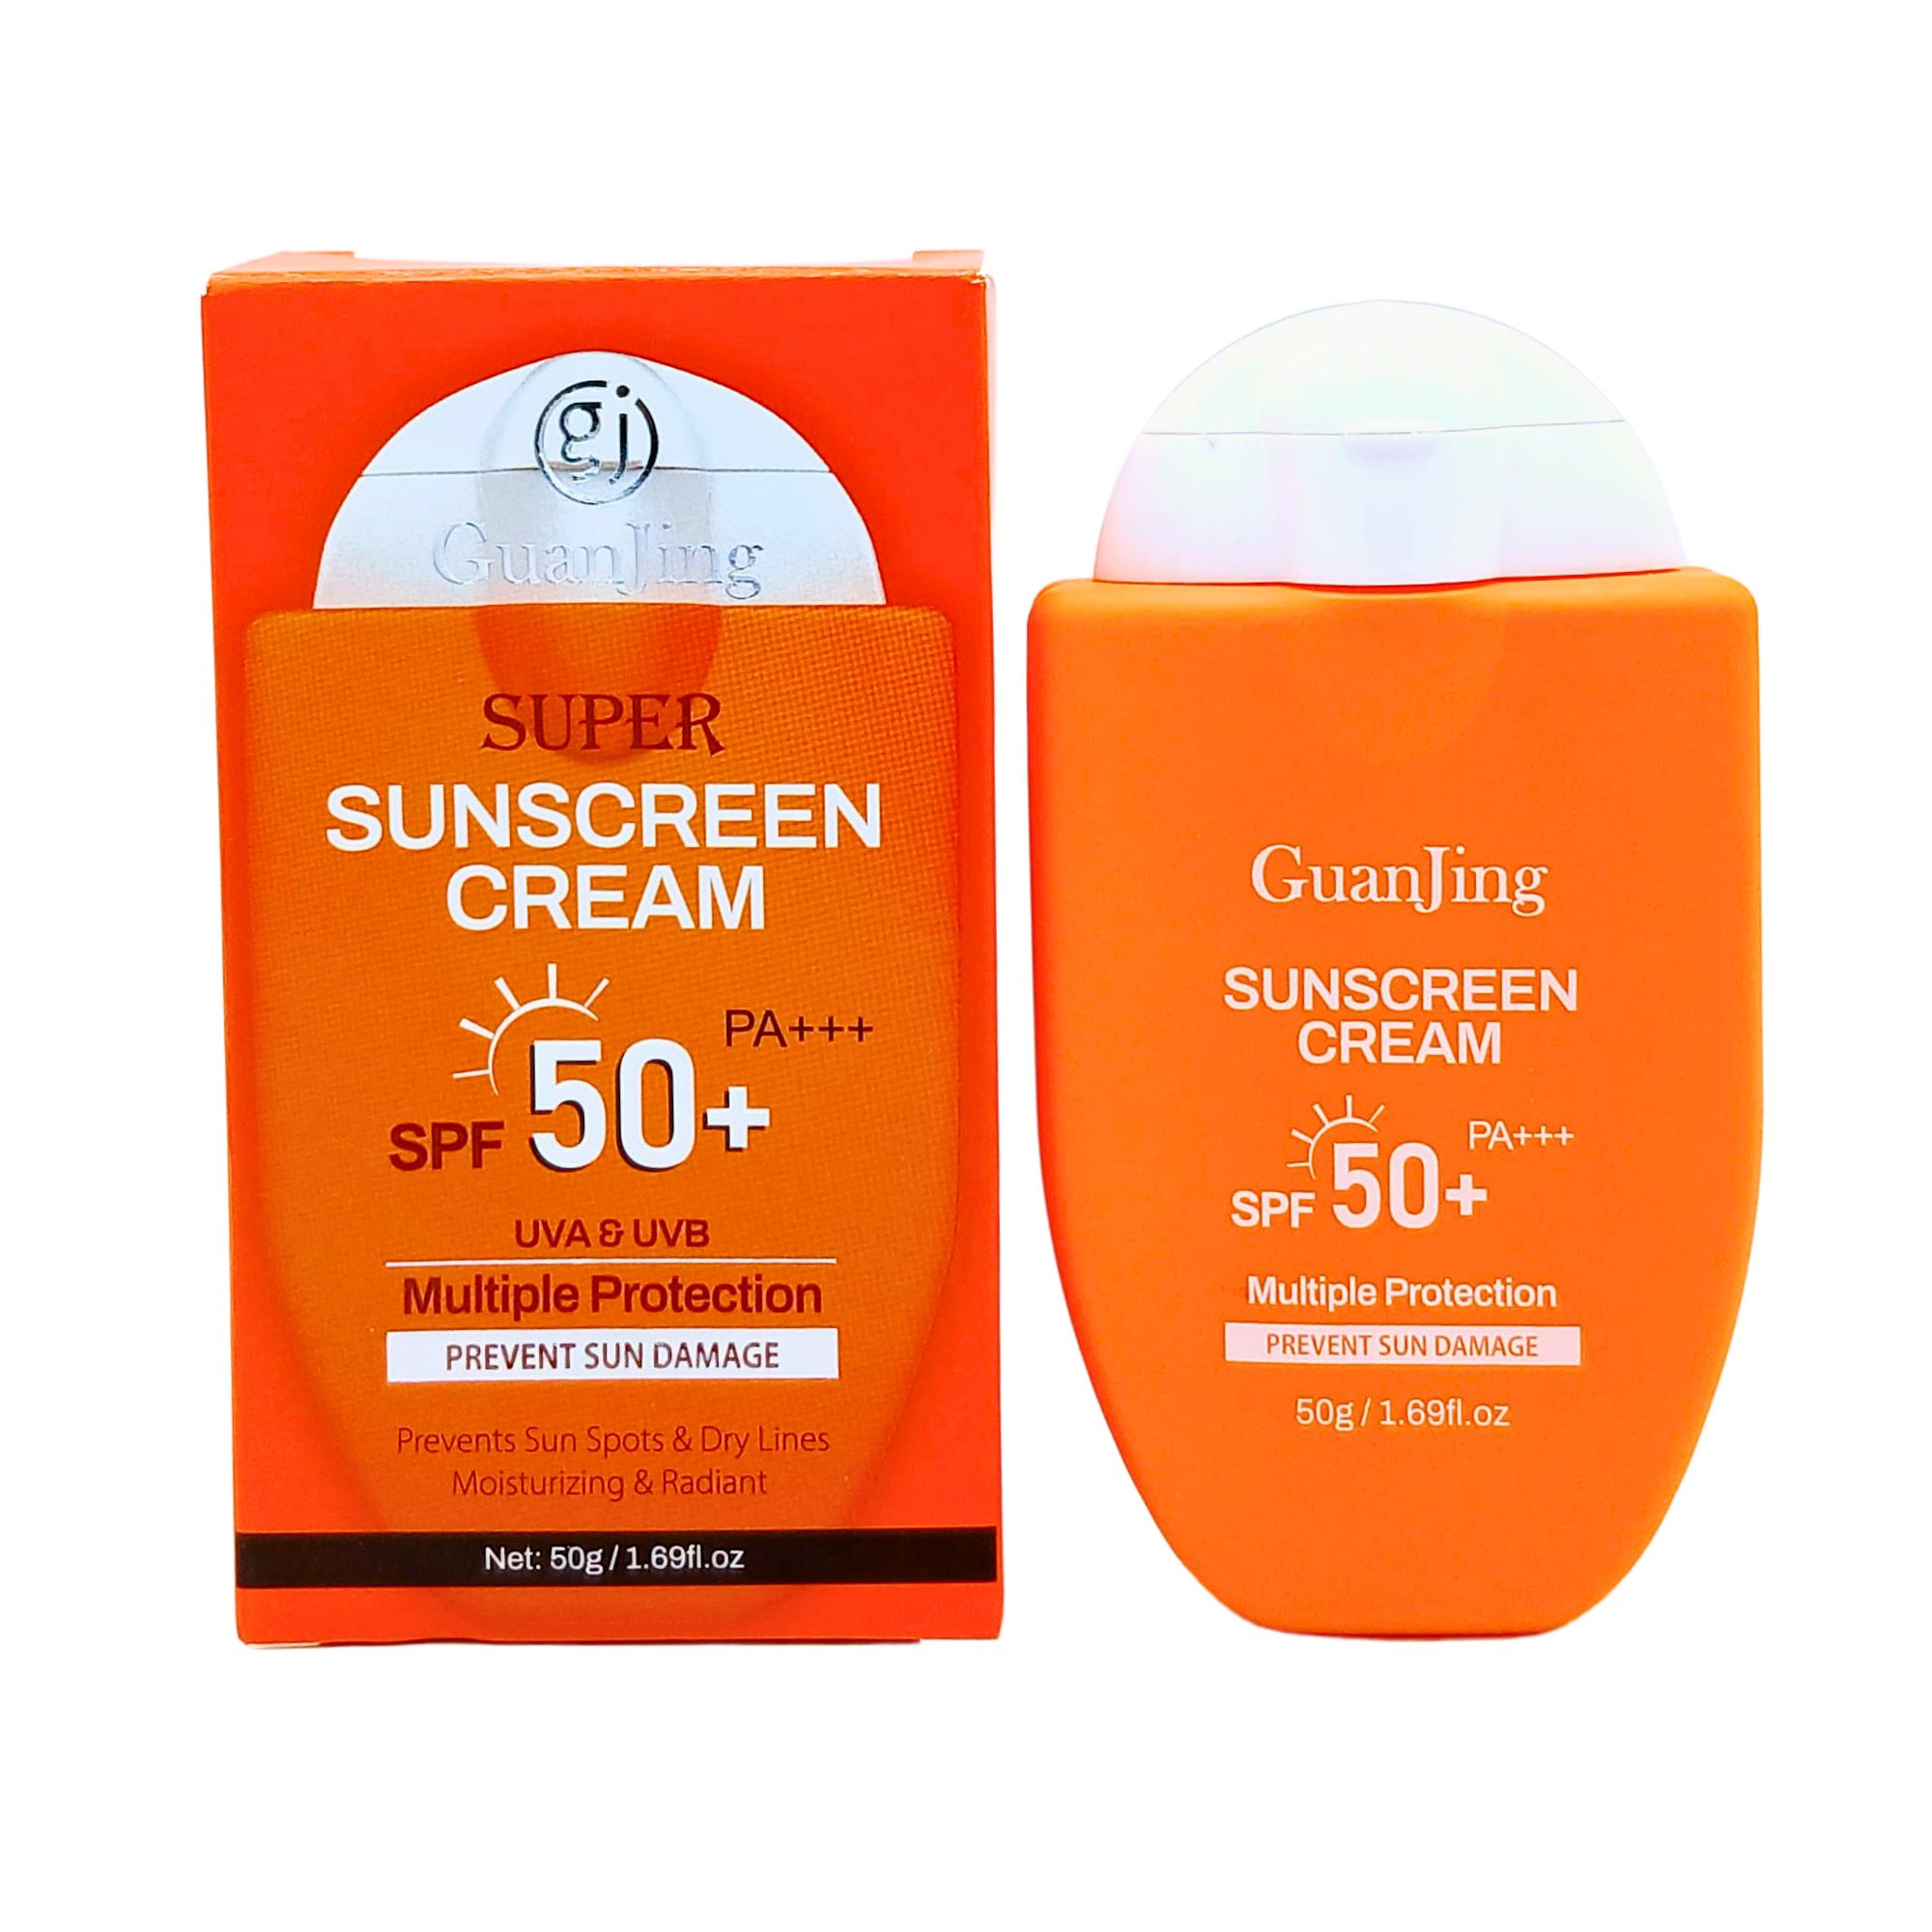 gj
GuanJing
SUPER
SUNSCREEN
CREAM
PA+++
SPF 50+
UVA & UVB
Multiple Protection
PREVENT SUN DAMAGE
Prevents Sun Spots & Dry Lines
Moisturizing & Radiant
Net: 50g / 1.69fl.oz
GuanJing
SUNSCREEN
CREAM
PA+++
SPF 50+
Multiple Protection
PREVENT SUN DAMAGE
50g / 1.69fl.oz